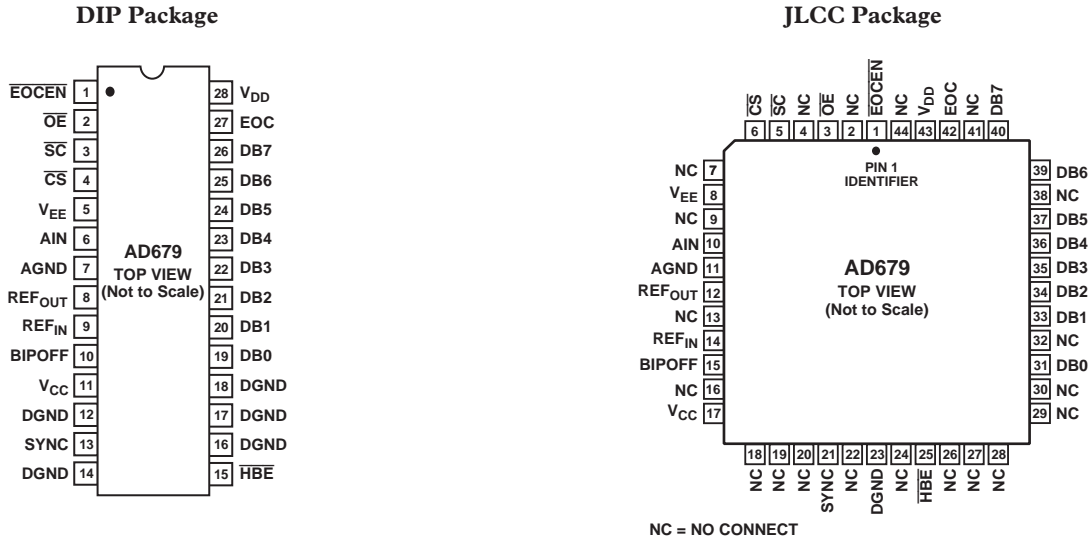 DIP Package
EOCEN 1
OE 2
SC 3
CS 4
VEE 5
AIN 6
AGND 7
REFOUT 8
REFIN 9
BIPOFF 10
VCC 11
DGND 12
SYNC 13
DGND 14
AD679
TOP VIEW
(Not to Scale)
28 VDD
27 EOC
26 DB7
25 DB6
24 DB5
23 DB4
22 DB3
21 DB2
20 DB1
19 DB0
18 DGND
17 DGND
16 DGND
15 HBE
JLCC Package
CS SC NC OE NC EOCEN NC VDD EOC NC DB7
6 5 4 3 2 1 44 43 42 41 40
PIN 1
IDENTIFIER
NC 7
VEE 8
NC 9
AIN 10
AGND 11
REFOUT 12
NC 13
REFIN 14
BIPOFF 15
NC 16
VCC 17
AD679
TOP VIEW
(Not to Scale)
39 DB6
38 NC
37 DB5
36 DB4
35 DB3
34 DB2
33 DB1
32 NC
31 DB0
30 NC
29 NC
18 19 20 21 22 23 24 25 26 27 28
NC NC NC SYNC NC DGND NC HBE NC NC NC
NC = NO CONNECT